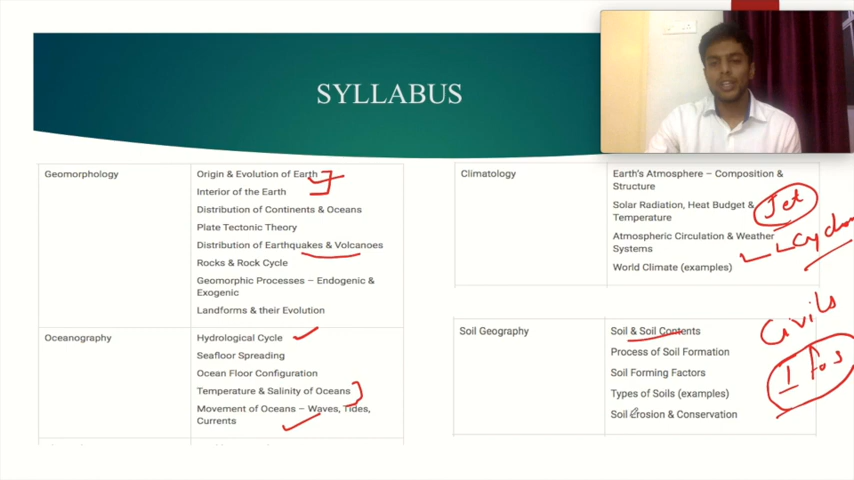 SYLLABUS
Geomorphology
Origin & Evolution of Earth
Interior of the Earth
Distribution of Continents & Oceans
Plate Tectonic Theory
Distribution of Earthquakes & Volcanoes
Rocks & Rock Cycle
Geomorphic Processes – Endogenic &
Exogenic
Landforms & their Evolution
Oceanography
Hydrological Cycle
Seafloor Spreading
Ocean Floor Configuration
Temperature & Salinity of Oceans
Movement of Oceans – Waves, Tides,
Currents
Climatology
Earth's Atmosphere – Composition &
Structure
Solar Radiation, Heat Budget &
Temperature
Atmospheric Circulation & Weather
Systems
World Climate (examples)
Jet
Soil Geography
Soil & Soil Contents
Process of Soil Formation
Soil Forming Factors
Types of Soils (examples)
Soil Erosion & Conservation
Civils
I fos